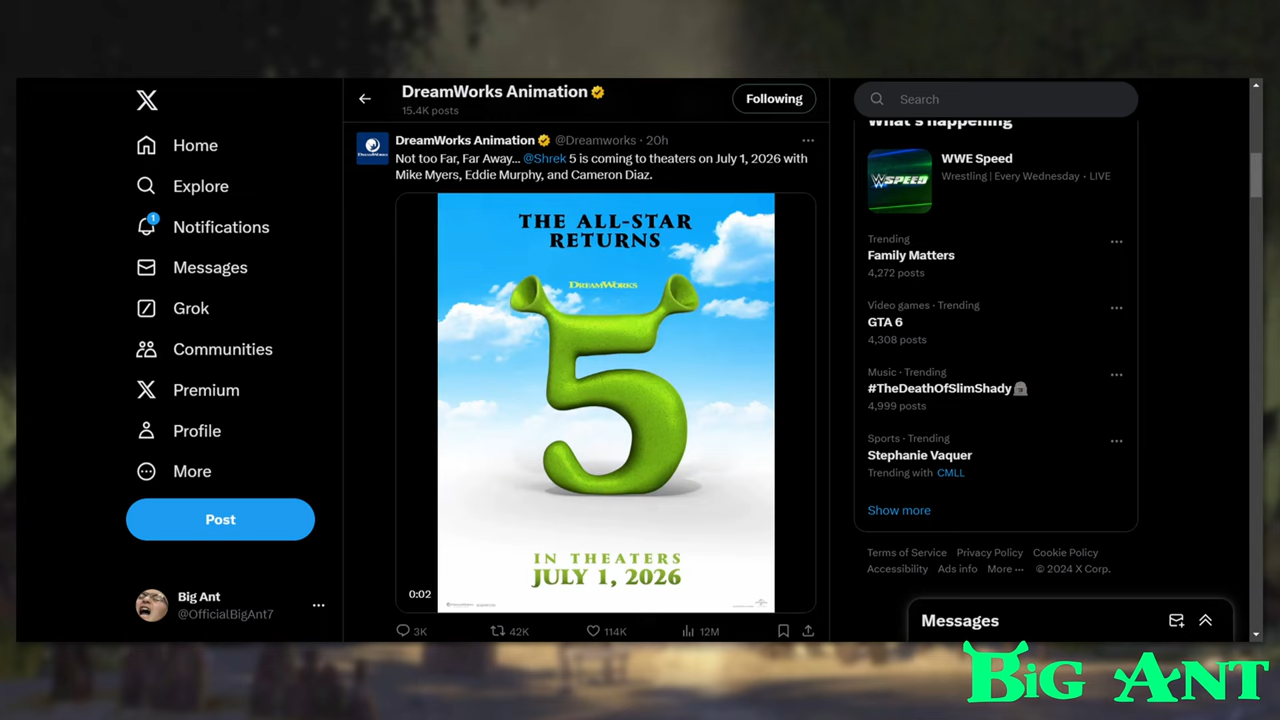 Home
Explore
1
Notifications
Messages
Grok
Communities
Premium
Profile
More
Post
Big Ant
@OfficialBigAnt7
DreamWorks Animation
15.4K posts
Following
DreamWorks Animation @Dreamworks · 20h
Not too Far, Far Away... @Shrek 5 is coming to theaters on July 1, 2026 with
Mike Myers, Eddie Murphy, and Cameron Diaz.
THE ALL-STAR
RETURNS
DREAMWORKS
5
IN THEATERS
JULY 1, 2026
0:02
3K
42K
114K
12M
Search
What's happening
WWE Speed
Wrestling | Every Wednesday · LIVE
SPEED
Trending
Family Matters
4,272 posts
Video games · Trending
GTA 6
4,308 posts
Music · Trending
#TheDeathOfSlimShady
4,999 posts
Sports · Trending
Stephanie Vaquer
Trending with CMLL
Show more
Terms of Service Privacy Policy Cookie Policy
Accessibility Ads info More ··· © 2024 X Corp.
Messages
BIG ANT